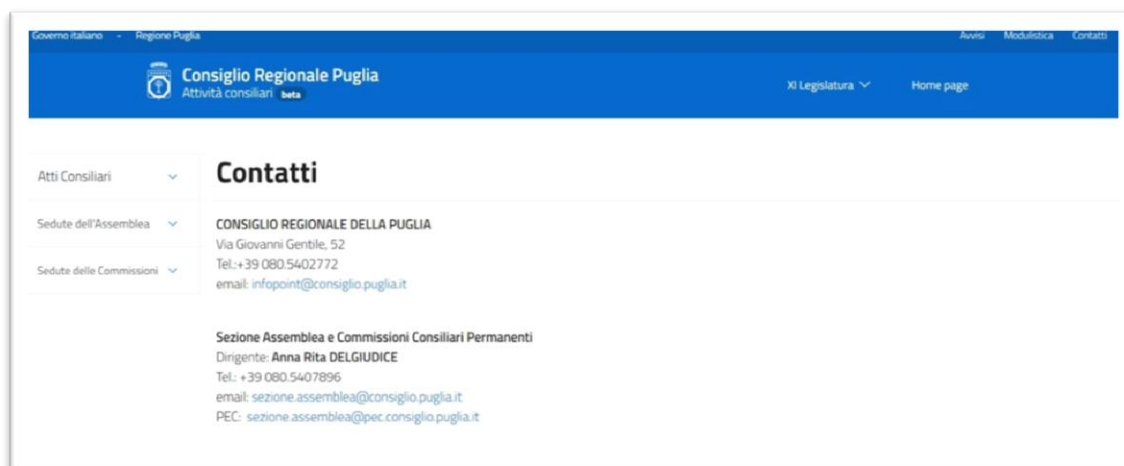 Governo italiano - Regione Puglia
Avvisi Modulistica Contatti
Consiglio Regionale Puglia
Attività consiliari beta
XI Legislatura
Home page
Atti Consiliari
Sedute dell'Assemblea
Sedute delle Commissioni
Contatti
CONSIGLIO REGIONALE DELLA PUGLIA
Via Giovanni Gentile, 52
Tel.:+39 080.5402772
email: infopoint@consiglio.puglia.it
Sezione Assemblea e Commissioni Consiliari Permanenti
Dirigente: Anna Rita DELGIUDICE
Tel.: +39 080.5407896
email: sezione.assemblea@consiglio.puglia.it
PEC: sezione.assemblea@pec.consiglio.puglia.it